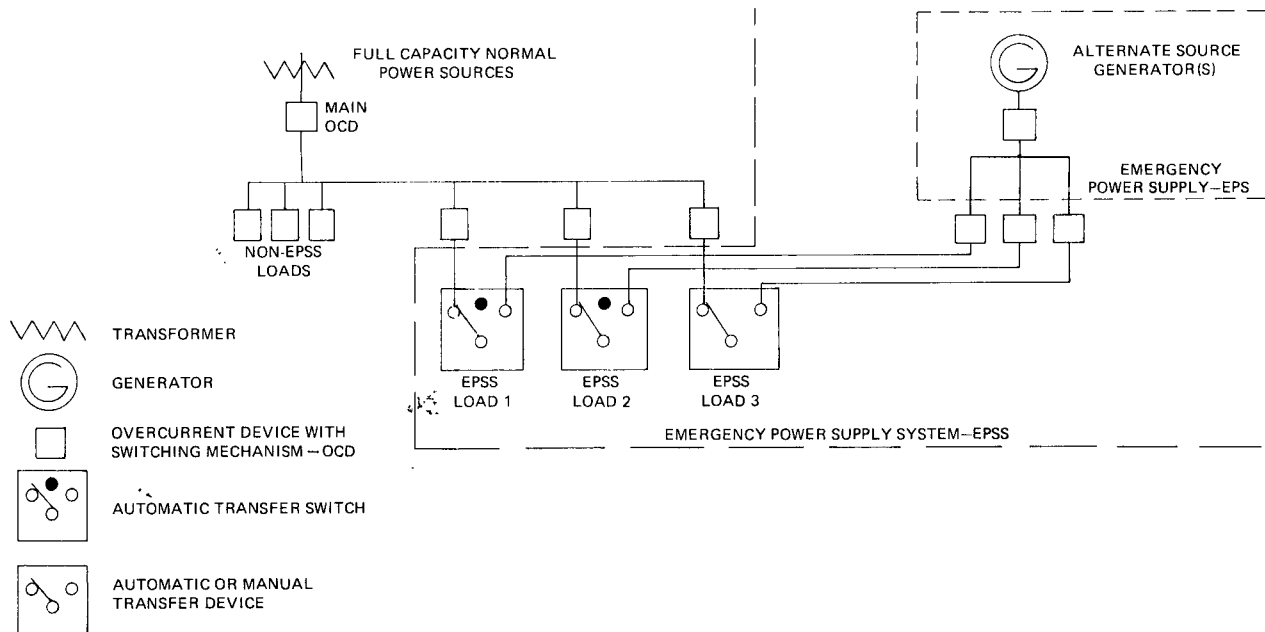 FULL CAPACITY NORMAL
POWER SOURCES
MAIN
OCD
ALTERNATE SOURCE
GENERATOR(S)
G
EMERGENCY
POWER SUPPLY—EPS
NON-EPSS
LOADS
EPSS
LOAD 1
EPSS
LOAD 2
EPSS
LOAD 3
EMERGENCY POWER SUPPLY SYSTEM—EPSS
TRANSFORMER
G
GENERATOR
OVERCURRENT DEVICE WITH
SWITCHING MECHANISM—OCD
AUTOMATIC TRANSFER SWITCH
AUTOMATIC OR MANUAL
TRANSFER DEVICE